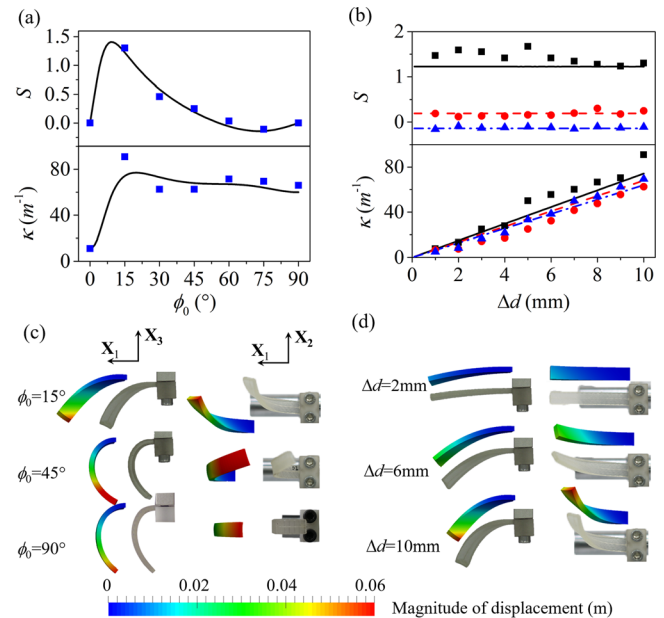 (a)
1.5
1.0
0.5
0.0
S
80
40
0
κ (m⁻¹)
0 15 30 45 60 75 90
ϕ₀ (°)
(b)
2
1
0
S
80
40
0
κ (m⁻¹)
0 2 4 6 8 10
Δd (mm)
(c)
X₃
X₁
X₂
X₁
ϕ₀=15°
ϕ₀=45°
ϕ₀=90°
(d)
Δd=2mm
Δd=6mm
Δd=10mm
0 0.02 0.04 0.06
Magnitude of displacement (m)